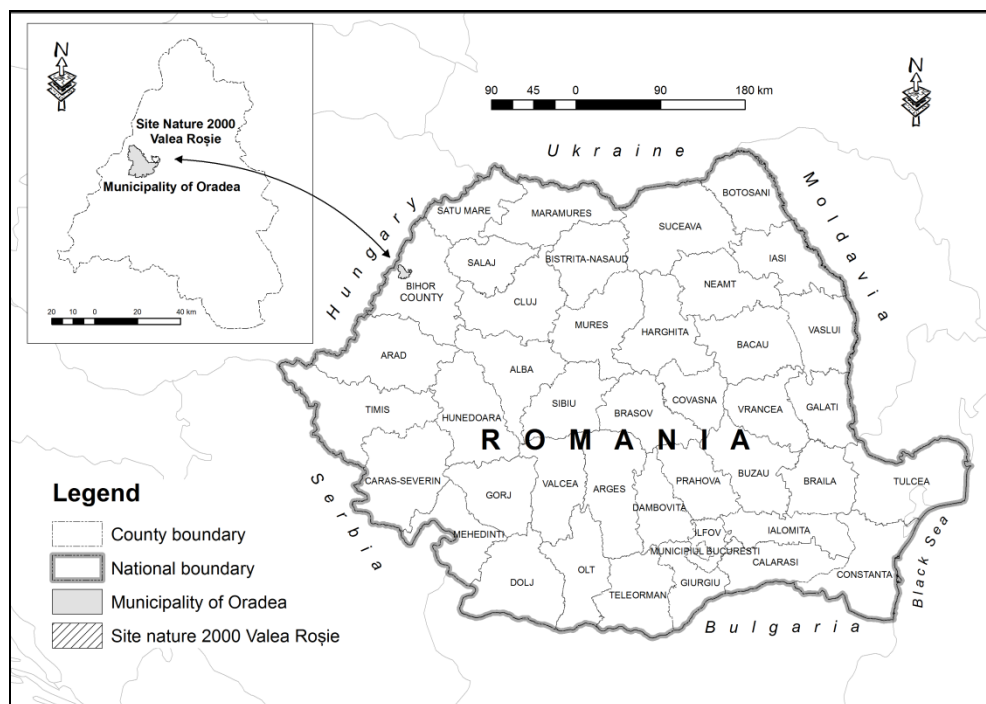 N
Site Nature 2000
Valea Roșie
Municipality of Oradea
20 10 0 20 40 km
N
90 45 0 90 180 km
Ukraine
Moldavia
Hungary
Serbia
Bulgaria
Black Sea
BOTOSANI
SATU MARE
MARAMURES
SUCEAVA
IASI
SALAJ
BISTRITA-NASAUD
NEAMT
BIHOR
COUNTY
CLUJ
MURES
HARGHITA
VASLUI
BACAU
ARAD
ALBA
TIMIS
HUNEDOARA
SIBIU
BRASOV
COVASNA
VRANCEA
GALATI
ROMANIA
CARAS-SEVERIN
GORJ
VALCEA
ARGES
PRAHOVA
BUZAU
BRAILA
TULCEA
DAMBOVITA
MEHEDINTI
ILFOV
IALOMITA
MUNICIPIUL BUCURESTI
CALARASI
CONSTANTA
DOLJ
OLT
TELEORMAN
GIURGIU
Legend
County boundary
National boundary
Municipality of Oradea
Site nature 2000 Valea Roșie